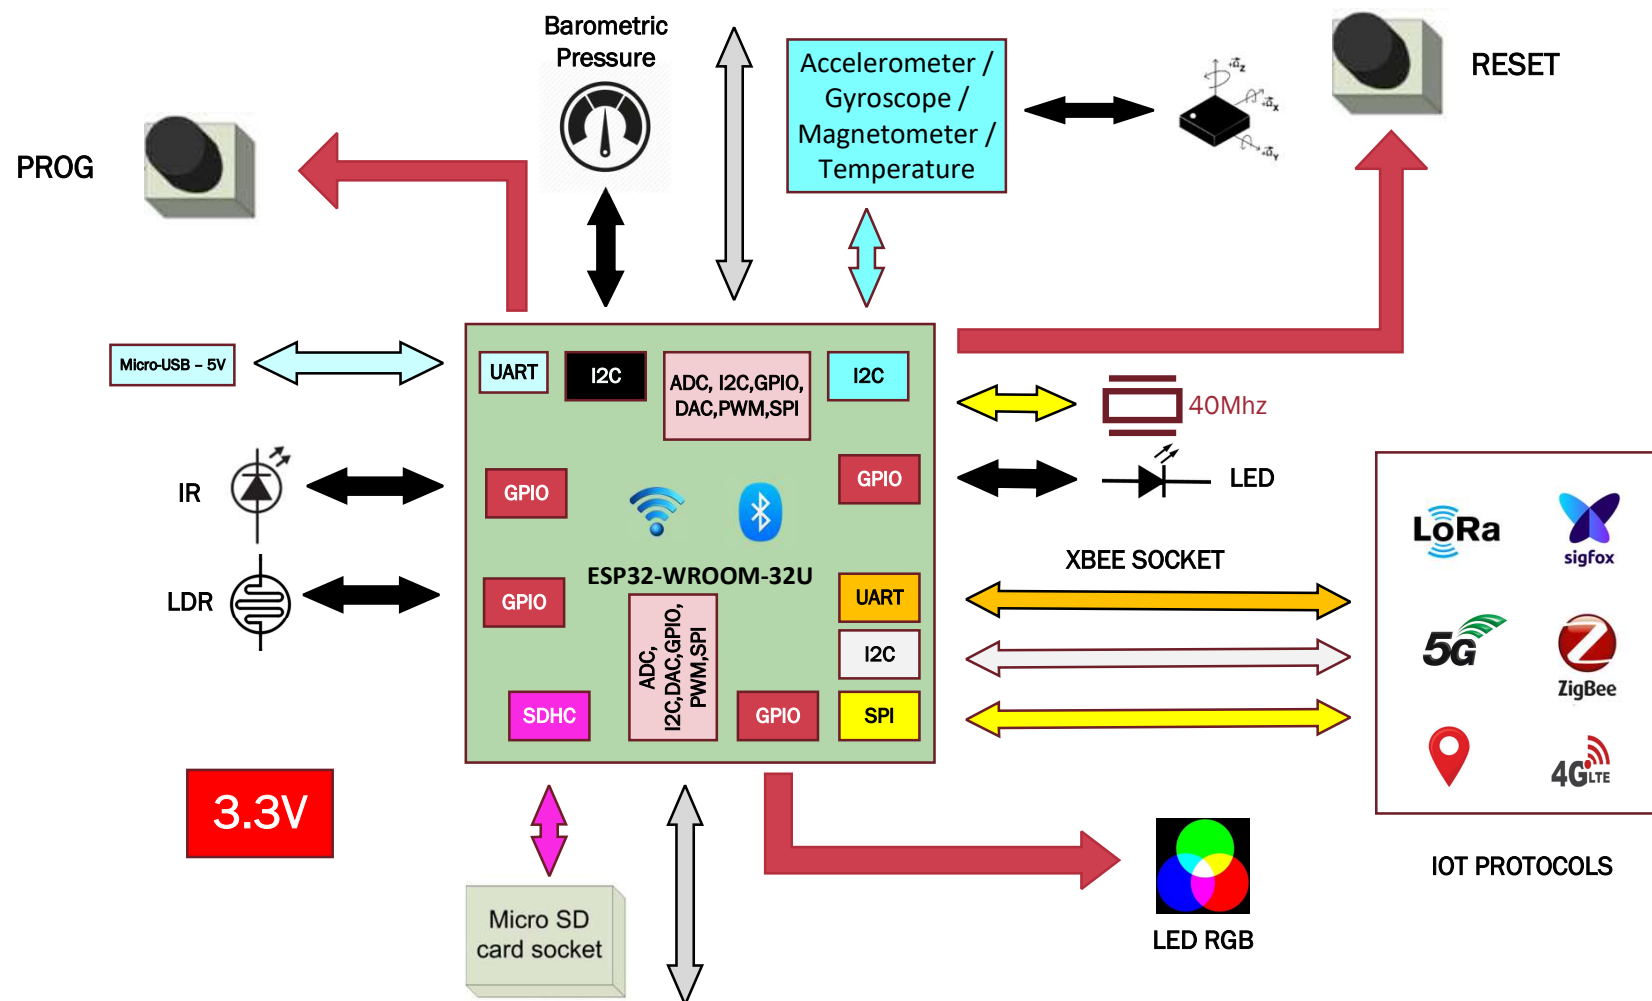 Barometric
Pressure
Accelerometer /
Gyroscope /
Magnetometer /
Temperature
+Ω Z
+Ω X
+Ω Y
RESET
PROG
Micro-USB – 5V
UART
I2C
ADC, I2C,GPIO,
DAC,PWM,SPI
I2C
40Mhz
IR
GPIO
GPIO
LED
LoRa
sigfox
XBEE SOCKET
ESP32-WROOM-32U
LDR
GPIO
UART
ADC,
I2C,DAC,GPIO,
PWM,SPI
I2C
5G
ZigBee
SDHC
GPIO
SPI
4G LTE
3.3V
IOT PROTOCOLS
Micro SD
card socket
LED RGB